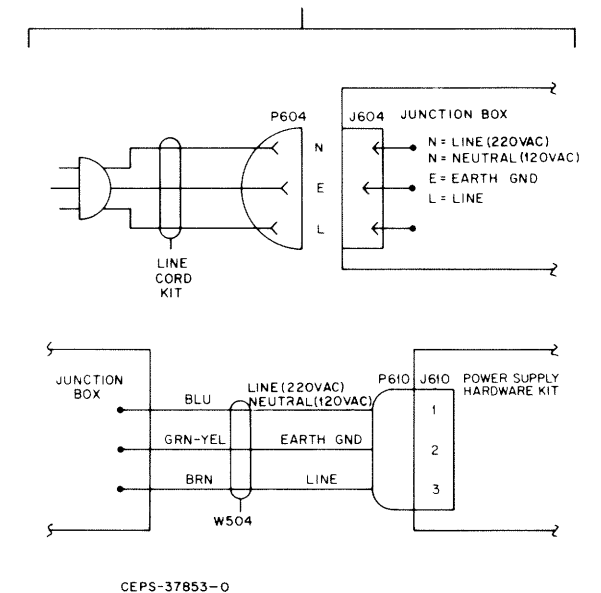 P604
J604
JUNCTION BOX
N
N = LINE (220VAC)
N = NEUTRAL (120VAC)
E
E = EARTH GND
L = LINE
L
LINE
CORD
KIT
JUNCTION
BOX
BLU
LINE (220VAC)
NEUTRAL (120VAC)
P610
J610
POWER SUPPLY
HARDWARE KIT
1
GRN-YEL
EARTH GND
2
BRN
LINE
3
W504
CEPS-37853-0